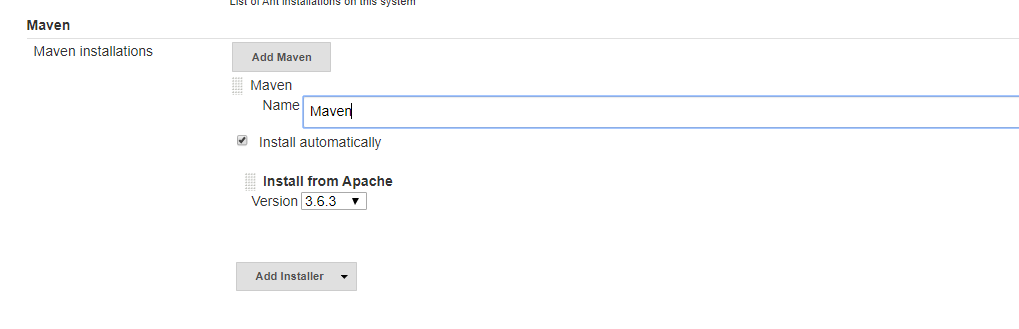 List of Ant installations on this system
Maven
Maven installations
Add Maven
Maven
Name Maven
Install automatically
Install from Apache
Version 3.6.3
Add Installer